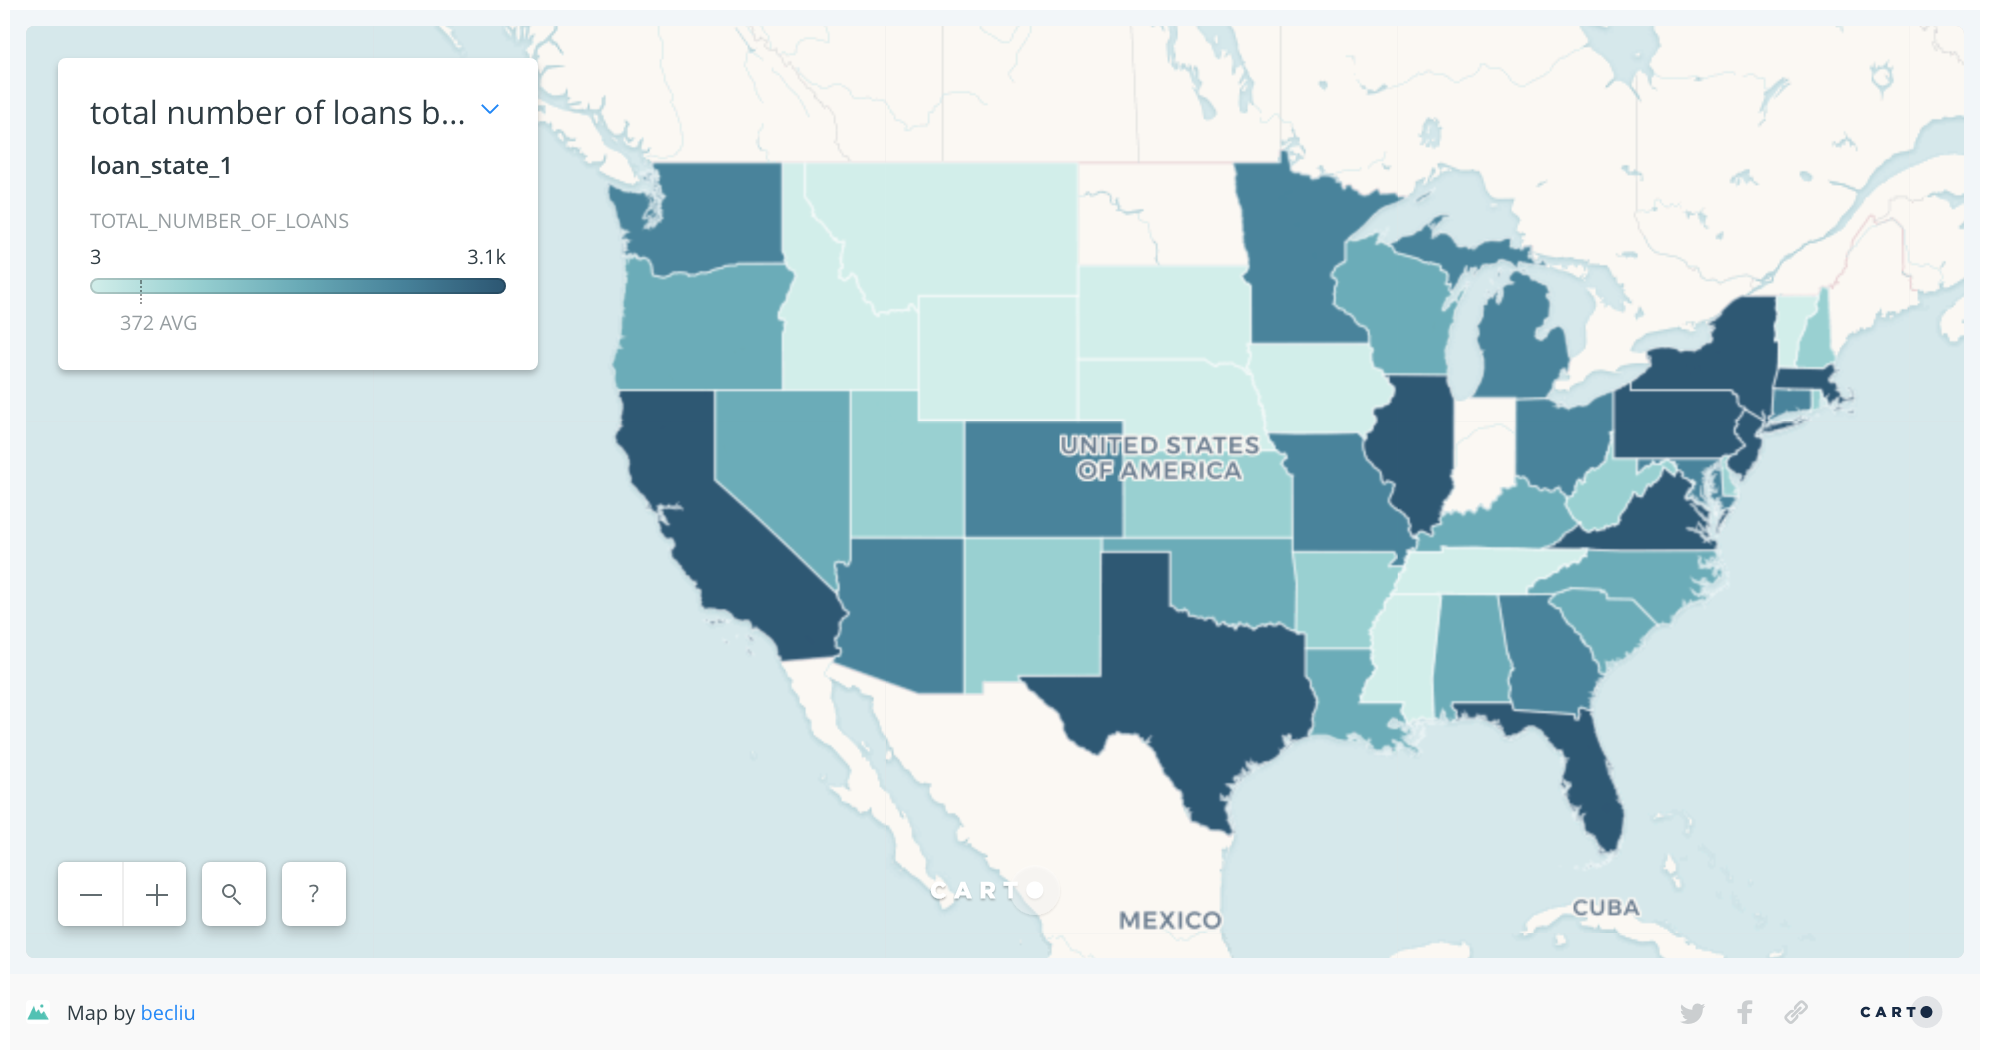 total number of loans b...
loan_state_1
TOTAL_NUMBER_OF_LOANS
3 3.1k
372 AVG
UNITED STATES
OF AMERICA
CARTO
MEXICO
CUBA
?
Map by becliu
CARTO